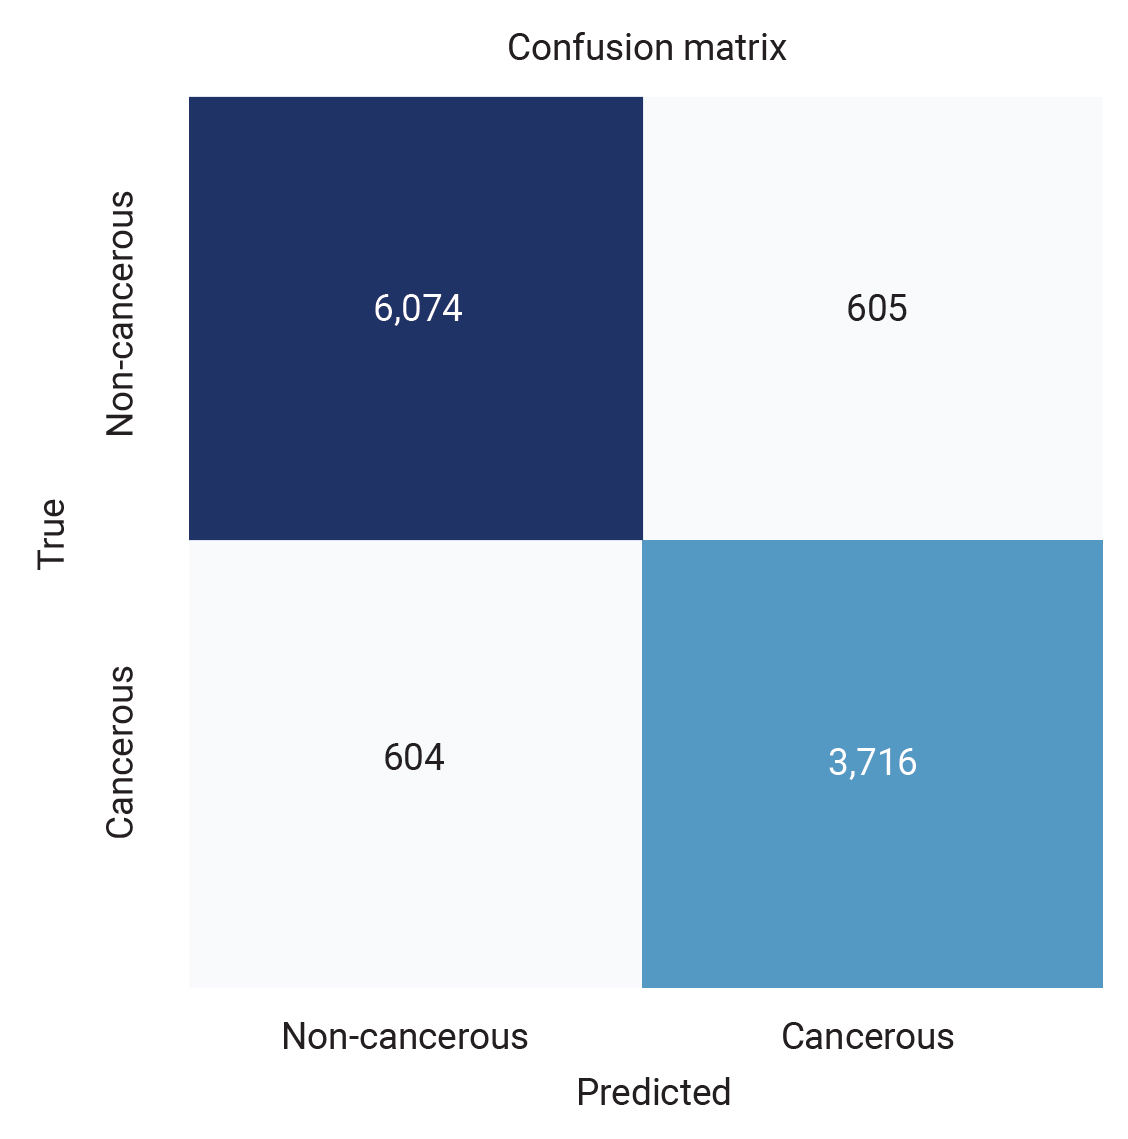 Confusion matrix
Non-cancerous
6,074
605
True
Cancerous
604
3,716
Non-cancerous
Cancerous
Predicted